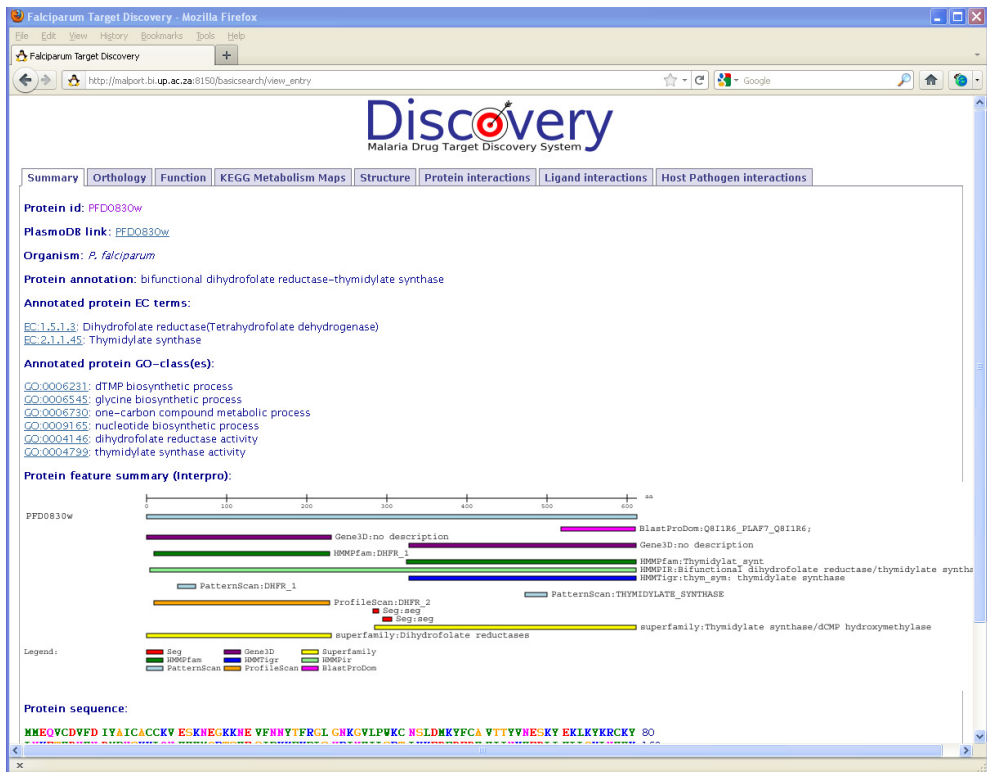 Falciparum Target Discovery - Mozilla Firefox
File Edit View History Bookmarks Tools Help
Falciparum Target Discovery +
http://malport.bi.up.ac.za:8150/basicsearch/view_entry Google
Discovery
Malaria Drug Target Discovery System
Summary Orthology Function KEGG Metabolism Maps Structure Protein interactions Ligand interactions Host Pathogen interactions
Protein id: PFD0830w
PlasmoDB link: PFD0830w
Organism: P. falciparum
Protein annotation: bifunctional dihydrofolate reductase-thymidylate synthase
Annotated protein EC terms:
EC:1.5.1.3: Dihydrofolate reductase(Tetrahydrofolate dehydrogenase)
EC:2.1.1.45: Thymidylate synthase
Annotated protein GO-class(es):
GO:0006231: dTMP biosynthetic process
GO:0006545: glycine biosynthetic process
GO:0006730: one-carbon compound metabolic process
GO:0009165: nucleotide biosynthetic process
GO:0004146: dihydrofolate reductase activity
GO:0004799: thymidylate synthase activity
Protein feature summary (Interpro):
0 100 200 300 400 500 600 aa
PFD0830w
BlastProDom:Q8I1R6_PLAF7_Q8I1R6;
Gene3D:no description
Gene3D:no description
HMMPfam:DHFR_1
HMMPfam:Thymidylat_synt
HMMPIR:Bifunctional dihydrofolate reductase/thymidylate syntha
HMMTigr:thym_sym: thymidylate synthase
PatternScan:DHFR_1
PatternScan:THYMIDYLATE_SYNTHASE
ProfileScan:DHFR_2
Seg:seg
Seg:seg
superfamily:Thymidylate synthase/dCMP hydroxymethylase
superfamily:Dihydrofolate reductases
Legend:
Seg Gene3D Superfamily
HMMPfam HMMTigr HMMPir
PatternScan ProfileScan BlastProDom
Protein sequence:
MMEQVCDVFD IYAICACCKV ESKNEGKKNE VFNNYTFRGL GNKGVLPWKC NSLDMKYFCA VTTYVNESKY EKLKYKRCKY 80